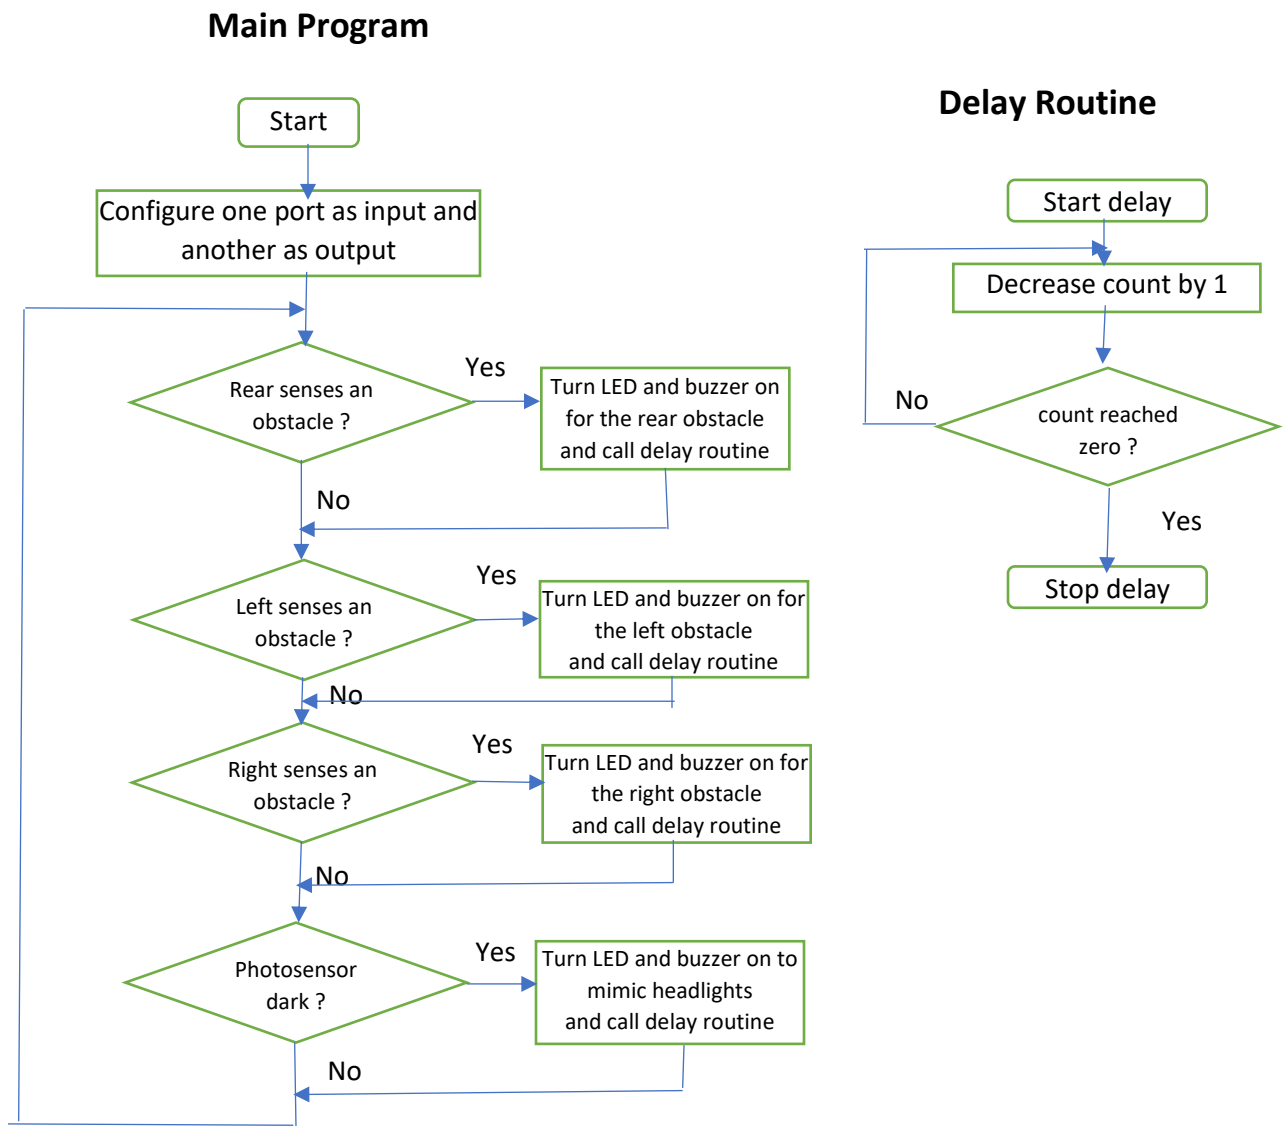 Main Program
Start
Configure one port as input and
another as output
Rear senses an
obstacle ?
Yes
Turn LED and buzzer on
for the rear obstacle
and call delay routine
No
Left senses an
obstacle ?
Yes
Turn LED and buzzer on for
the left obstacle
and call delay routine
No
Right senses an
obstacle ?
Yes
Turn LED and buzzer on for
the right obstacle
and call delay routine
No
Photosensor
dark ?
Yes
Turn LED and buzzer on to
mimic headlights
and call delay routine
No
Delay Routine
Start delay
Decrease count by 1
count reached
zero ?
No
Yes
Stop delay